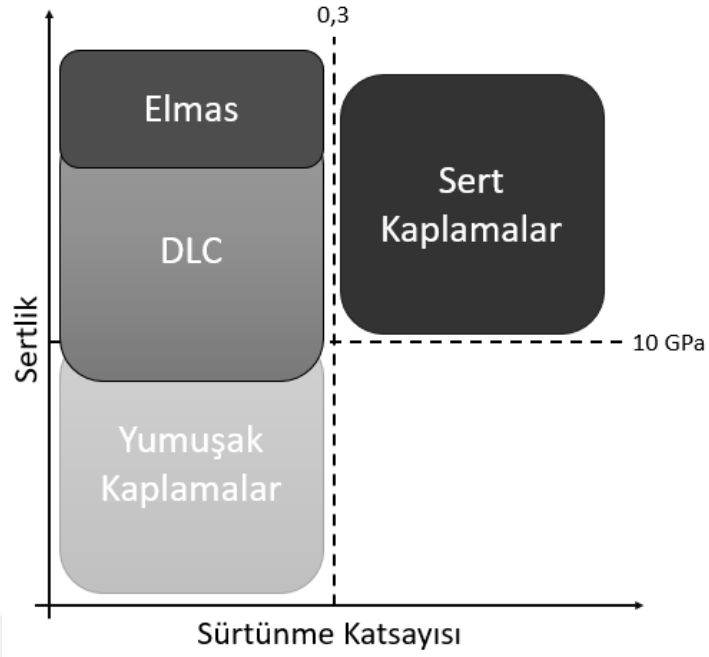 0,3
Elmas
Sert
Kaplamalar
DLC
Sertlik
10 GPa
Yumuşak
Kaplamalar
Sürtünme Katsayısı